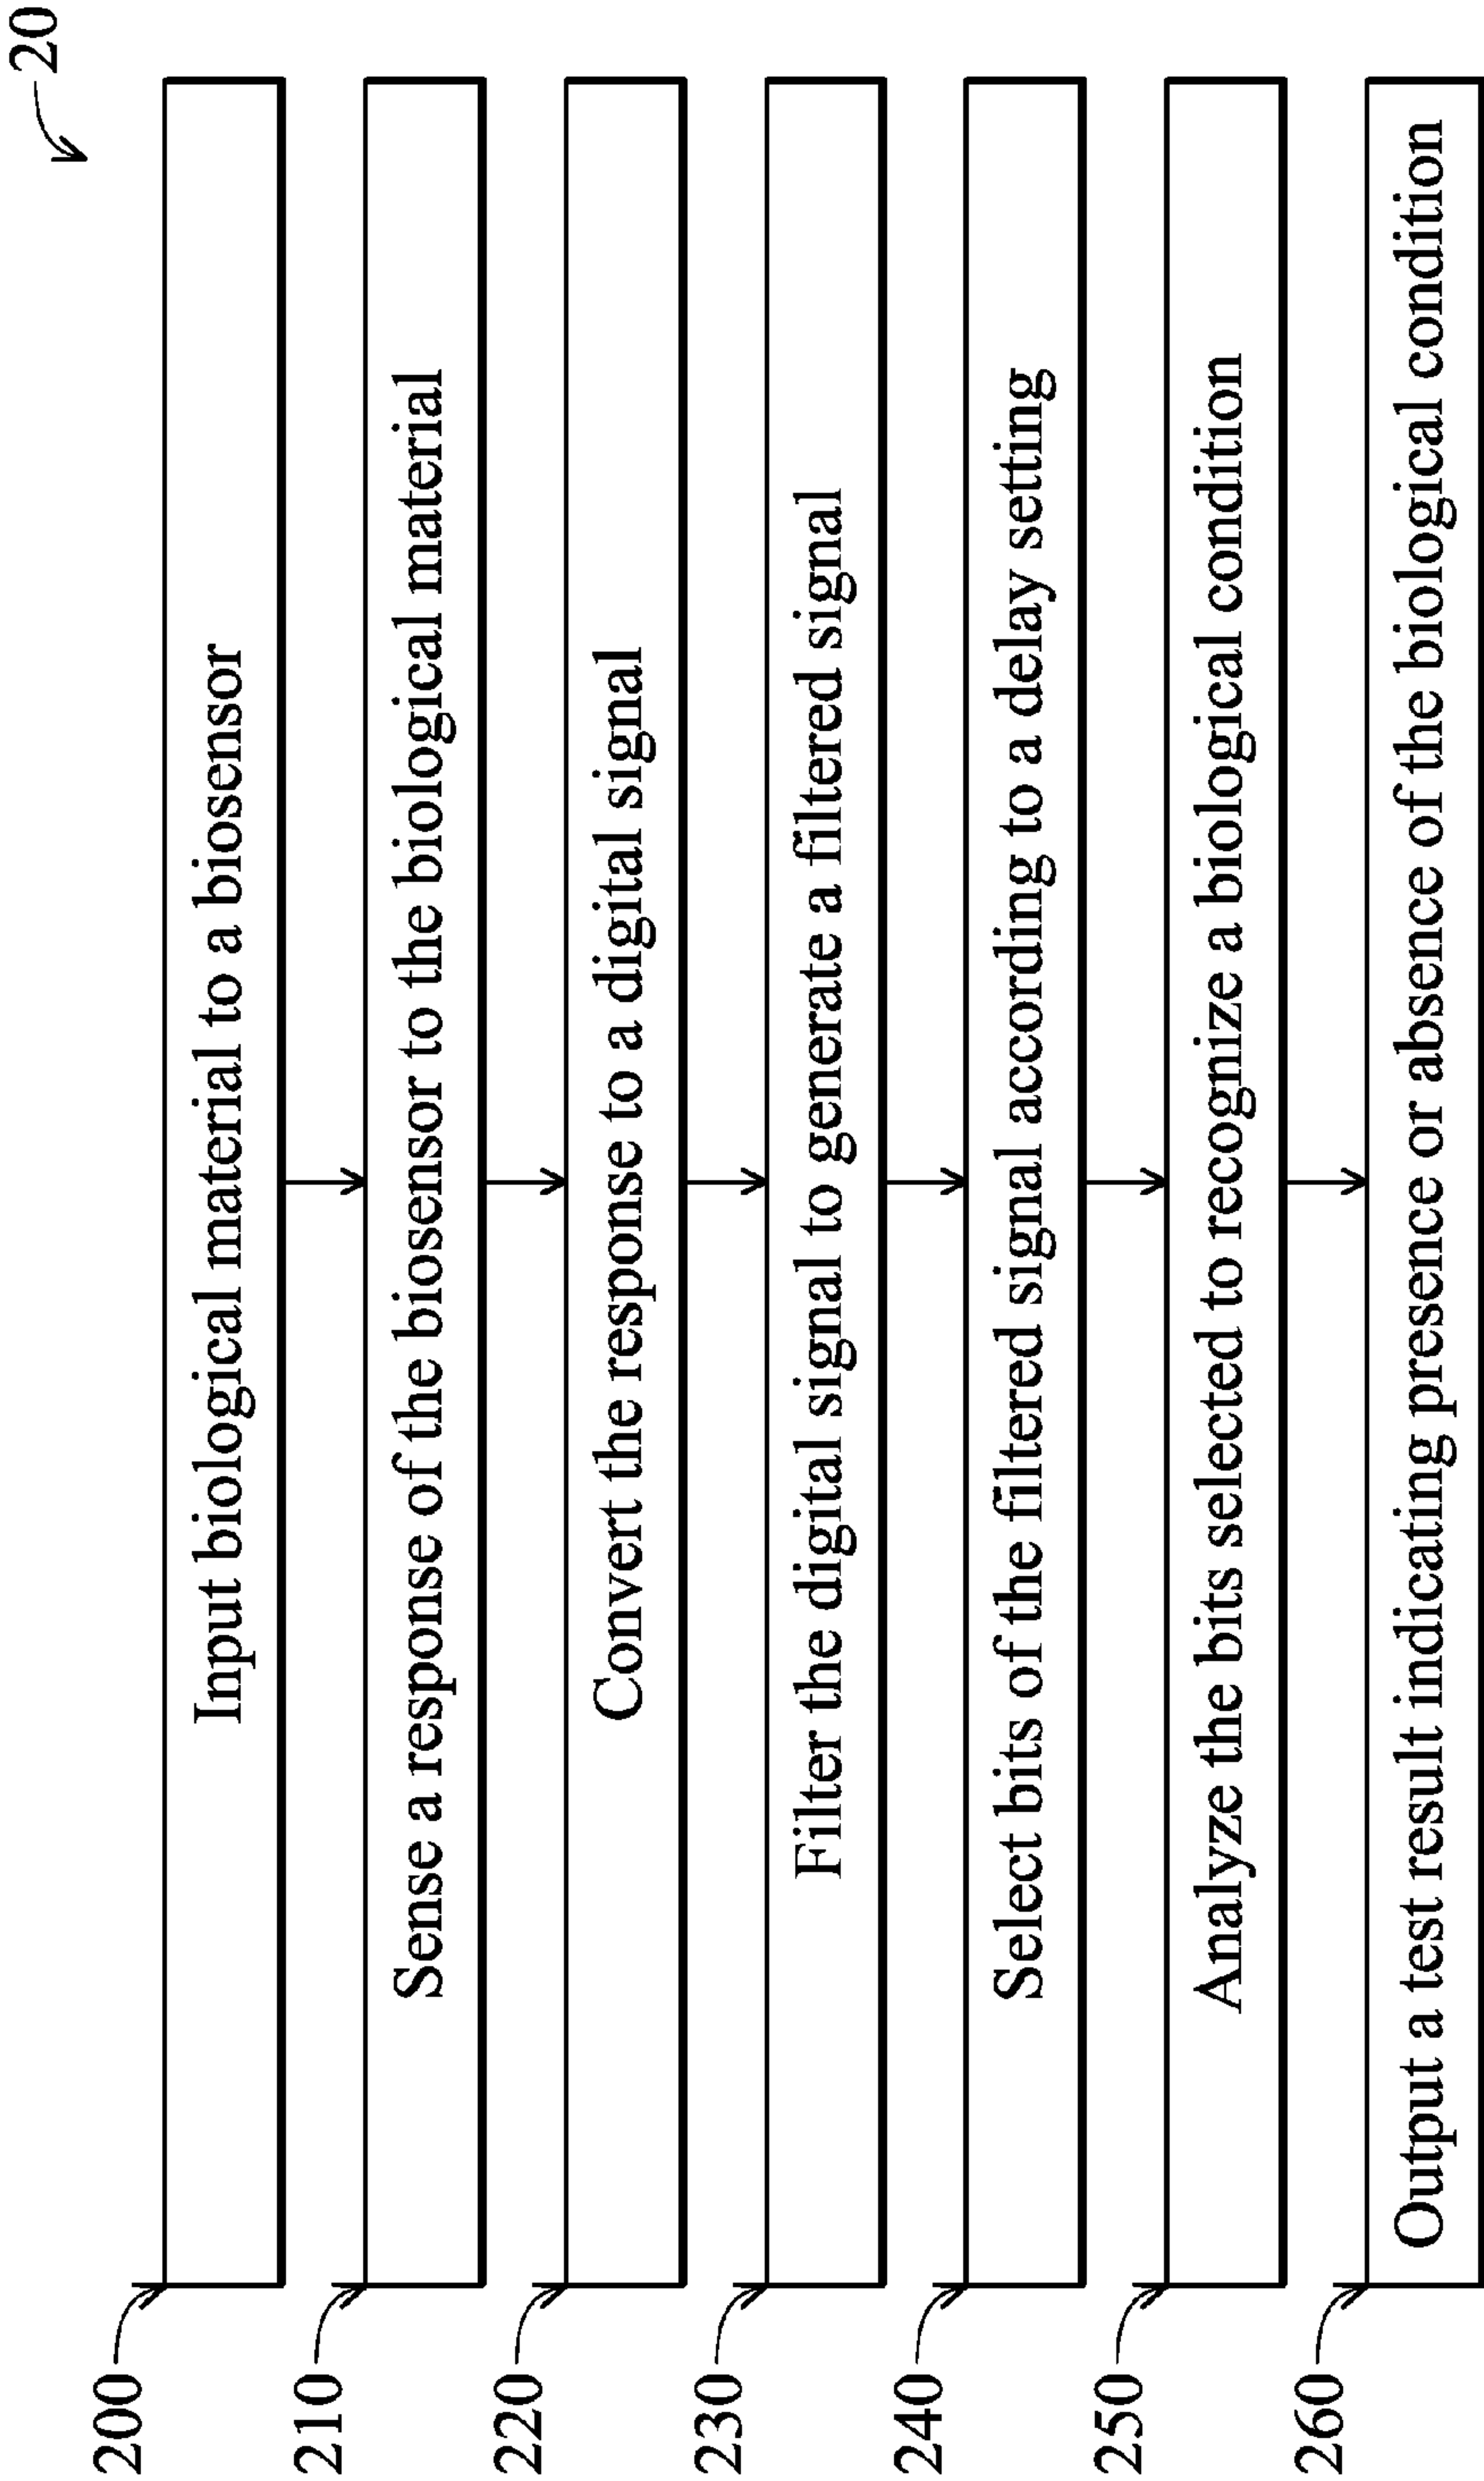 20
200
Input biological material to a biosensor
210
Sense a response of the biosensor to the biological material
220
Convert the response to a digital signal
230
Filter the digital signal to generate a filtered signal
240
Select bits of the filtered signal according to a delay setting
250
Analyze the bits selected to recognize a biological condition
260
Output a test result indicating presence or absence of the biological condition